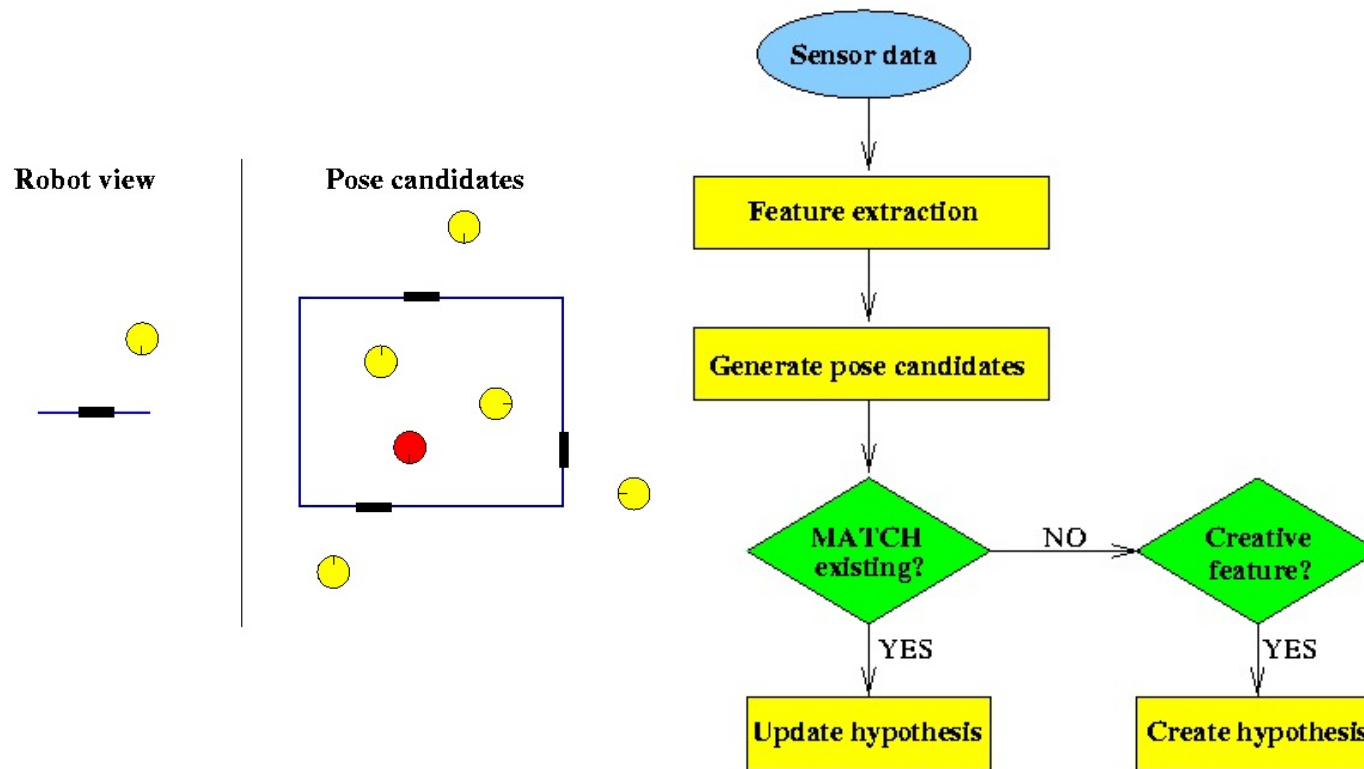 Robot view
Pose candidates
Sensor data
Feature extraction
Generate pose candidates
MATCH
existing?
NO
Creative
feature?
YES
YES
Update hypothesis
Create hypothesis